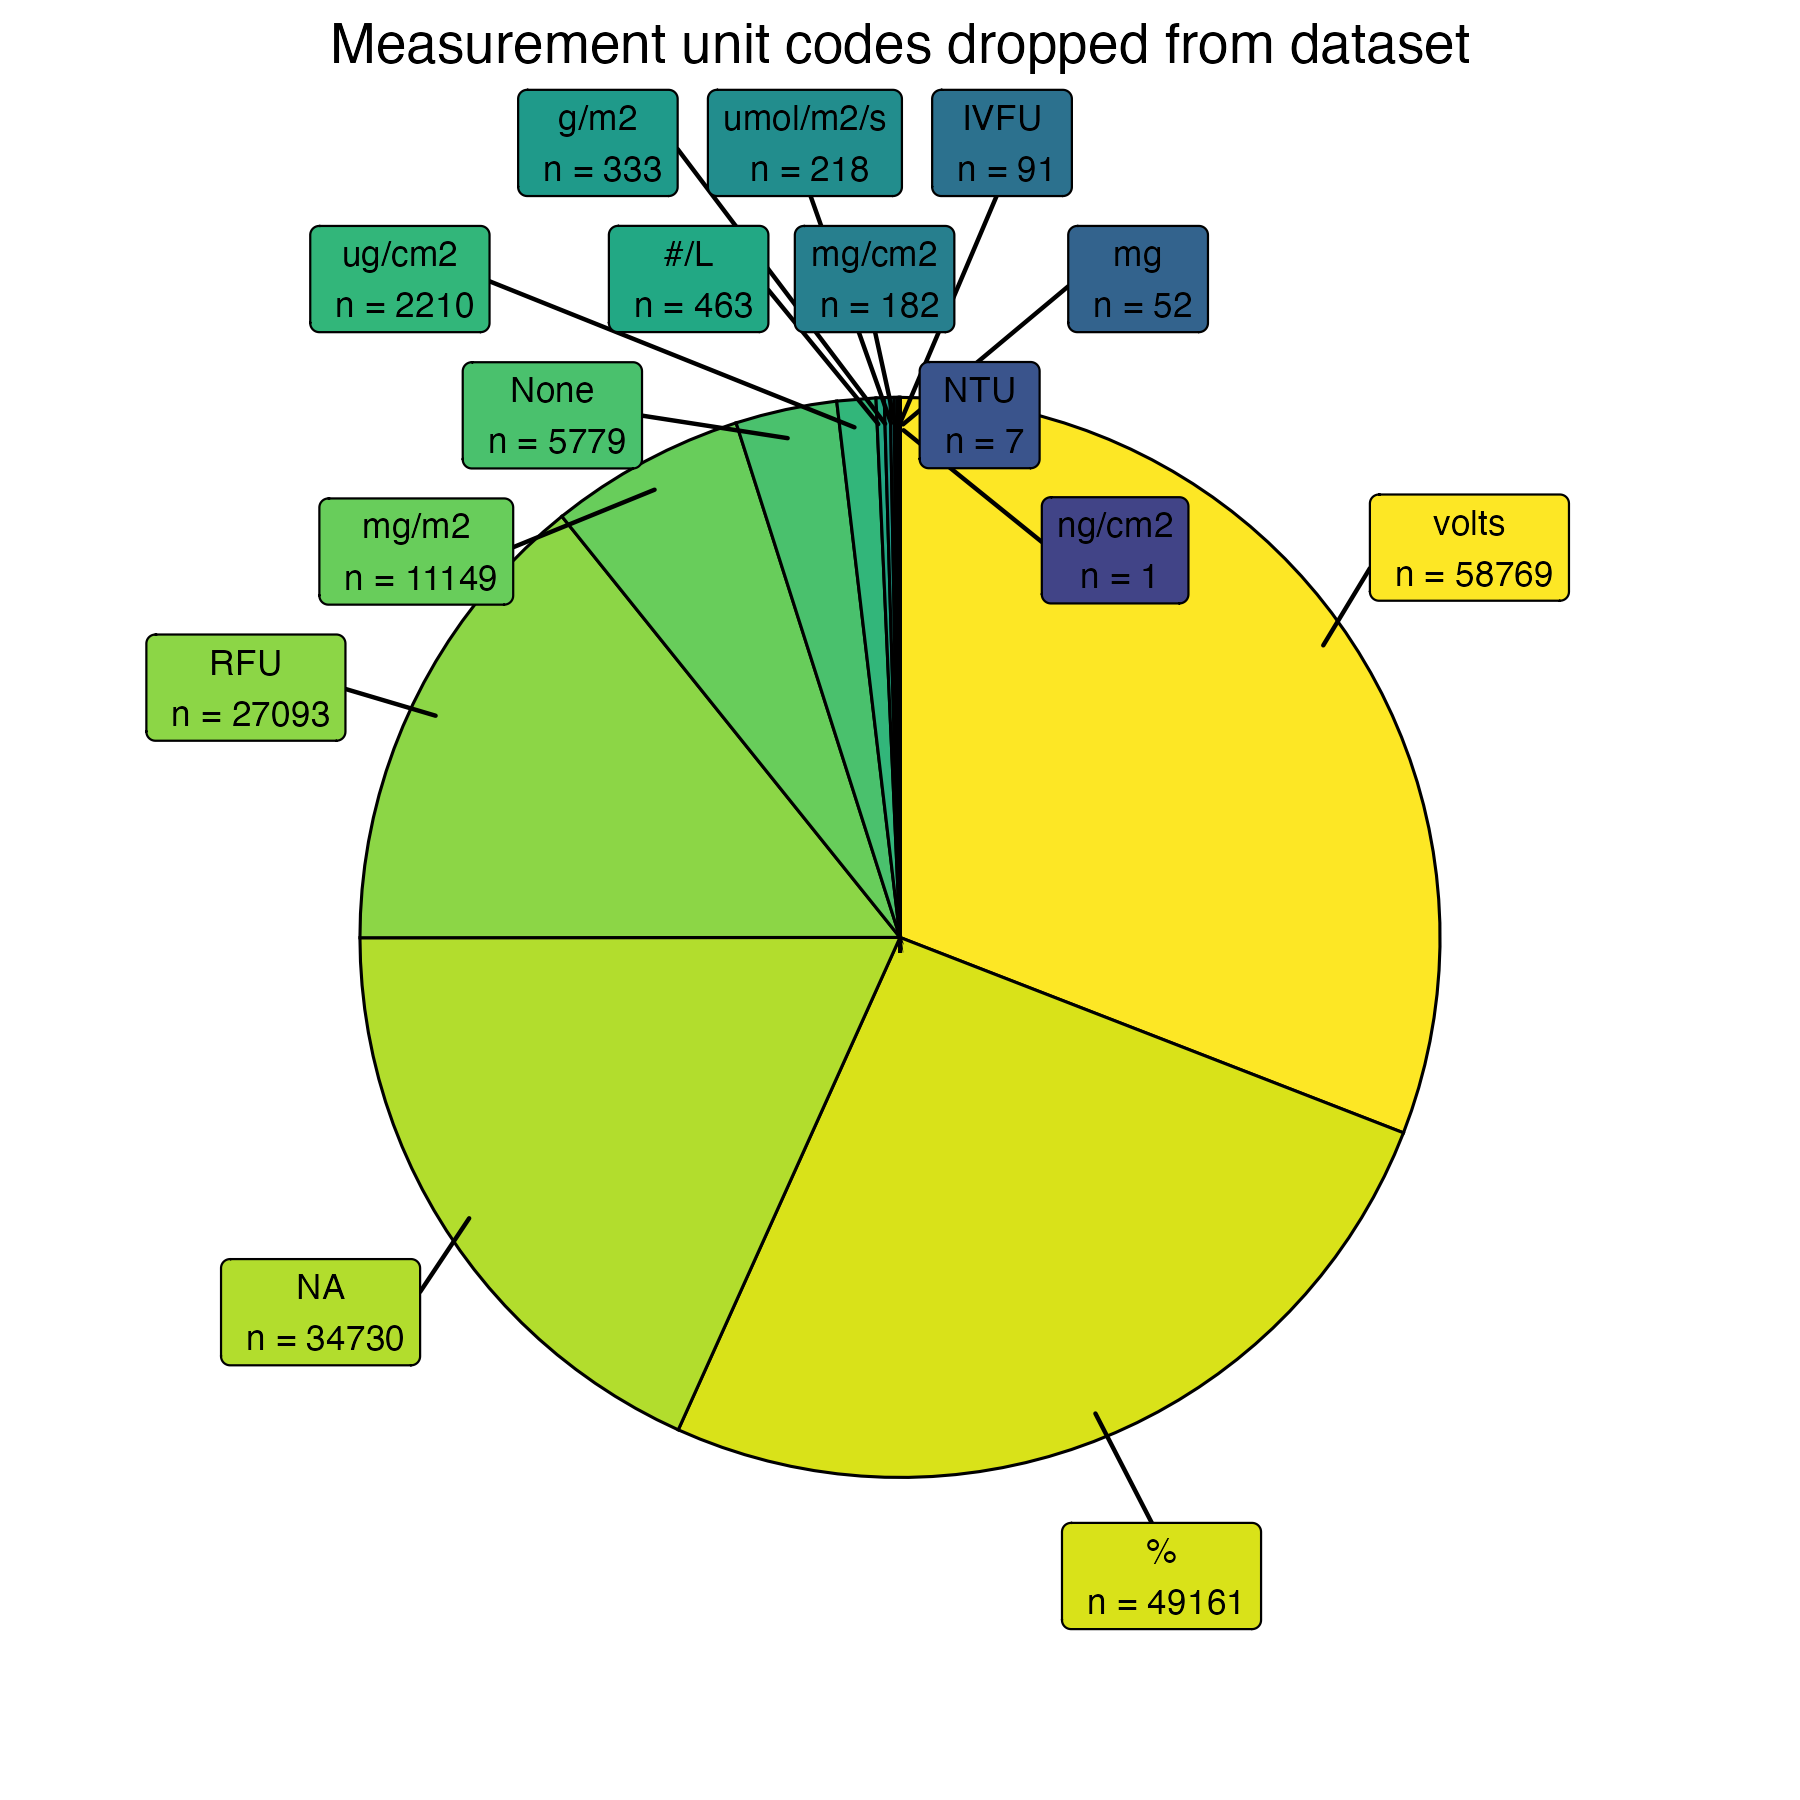 Measurement unit codes dropped from dataset
g/m2
n = 333
umol/m2/s
n = 218
IVFU
n = 91
ug/cm2
n = 2210
#/L
n = 463
mg/cm2
n = 182
mg
n = 52
None
n = 5779
NTU
n = 7
mg/m2
n = 11149
ng/cm2
n = 1
volts
n = 58769
RFU
n = 27093
NA
n = 34730
%
n = 49161